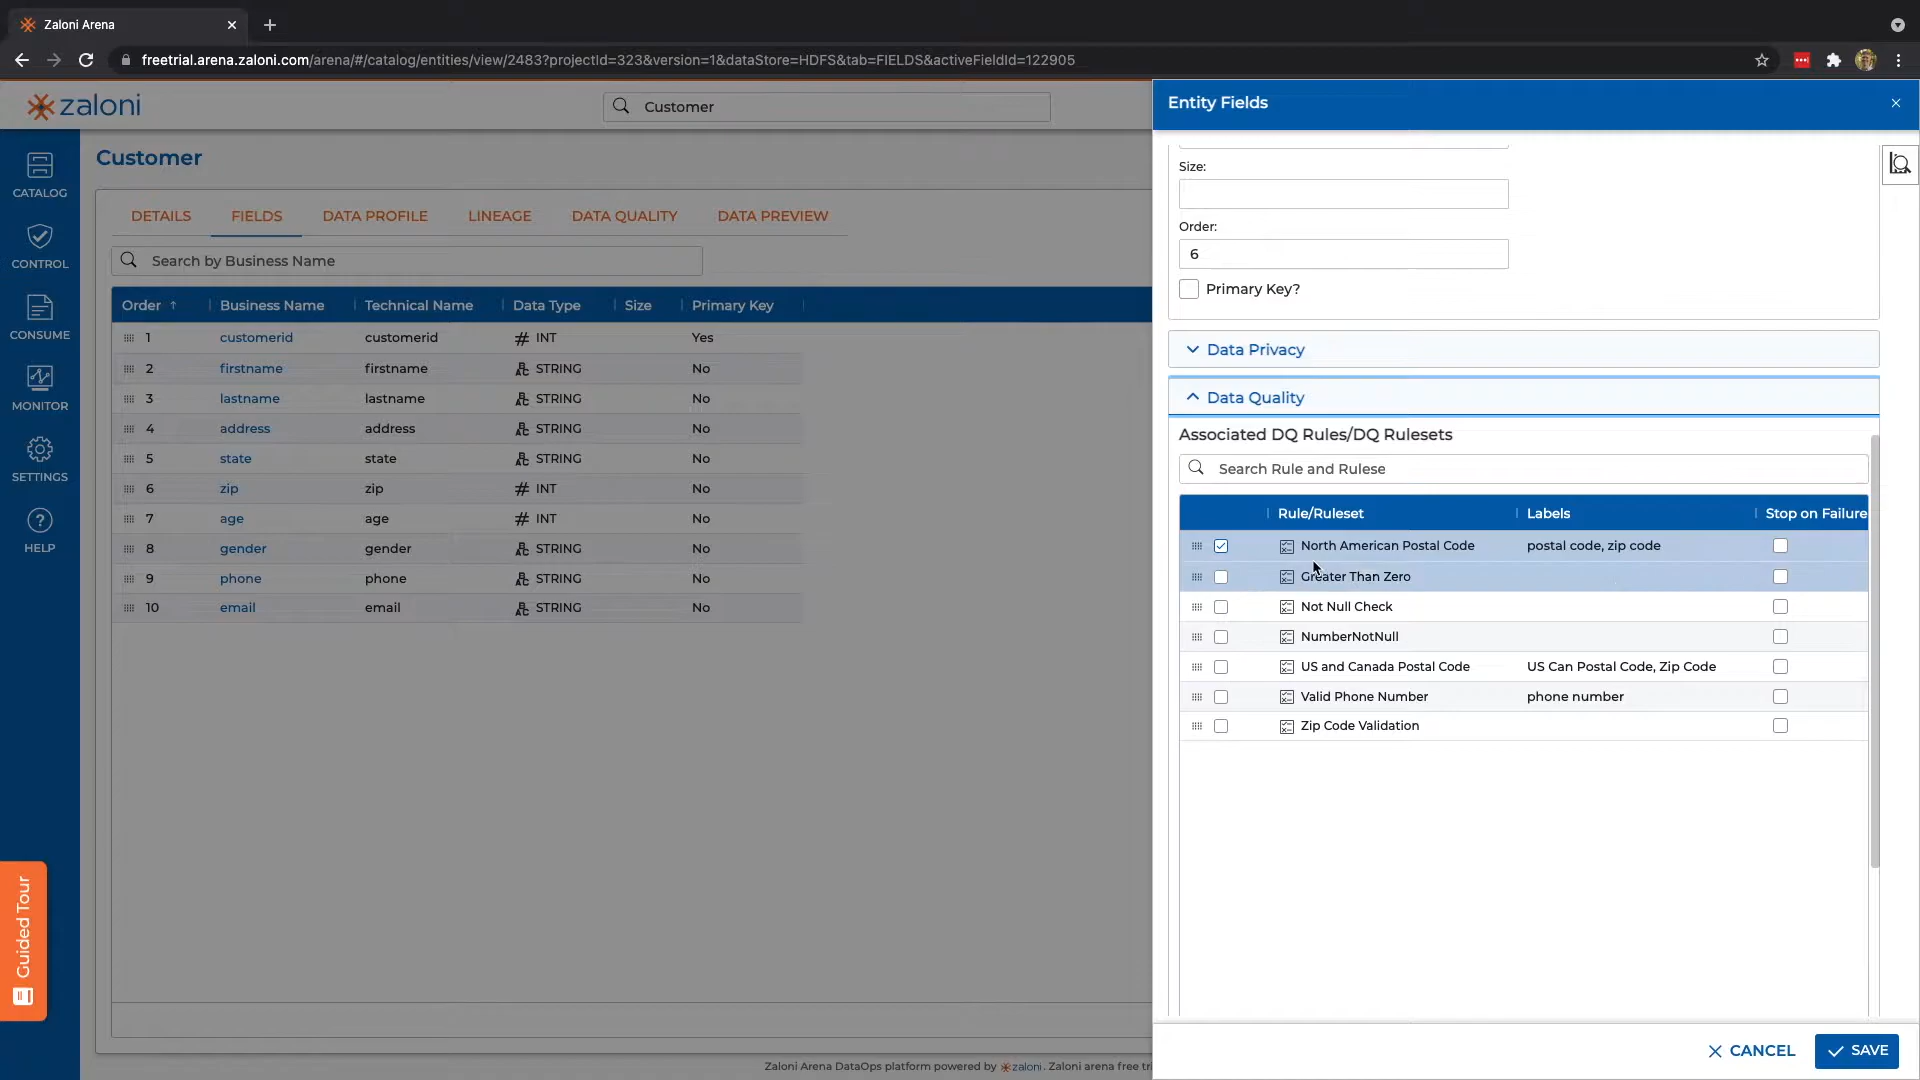 Zaloni Arena
freetrial.arena.zaloni.com/arena/#/catalog/entities/view/2483?projectId=323&version=1&dataStore=HDFS&tab=FIELDS&activeFieldId=122905
zaloni
Customer
Entity Fields
CATALOG
CONTROL
CONSUME
MONITOR
SETTINGS
HELP
Guided Tour
Customer
DETAILS FIELDS DATA PROFILE LINEAGE DATA QUALITY DATA PREVIEW
Search by Business Name
Order ↑ Business Name Technical Name Data Type Size Primary Key
1 customerid customerid # INT Yes
2 firstname firstname STRING No
3 lastname lastname STRING No
4 address address STRING No
5 state state STRING No
6 zip zip # INT No
7 age age # INT No
8 gender gender STRING No
9 phone phone STRING No
10 email email STRING No
Zaloni Arena DataOps platform powered by zaloni. Zaloni arena free tri
Size:
Order:
6
Primary Key?
Data Privacy
Data Quality
Associated DQ Rules/DQ Rulesets
Search Rule and Rulese
Rule/Ruleset Labels Stop on Failure
North American Postal Code postal code, zip code
Greater Than Zero
Not Null Check
NumberNotNull
US and Canada Postal Code US Can Postal Code, Zip Code
Valid Phone Number phone number
Zip Code Validation
CANCEL SAVE